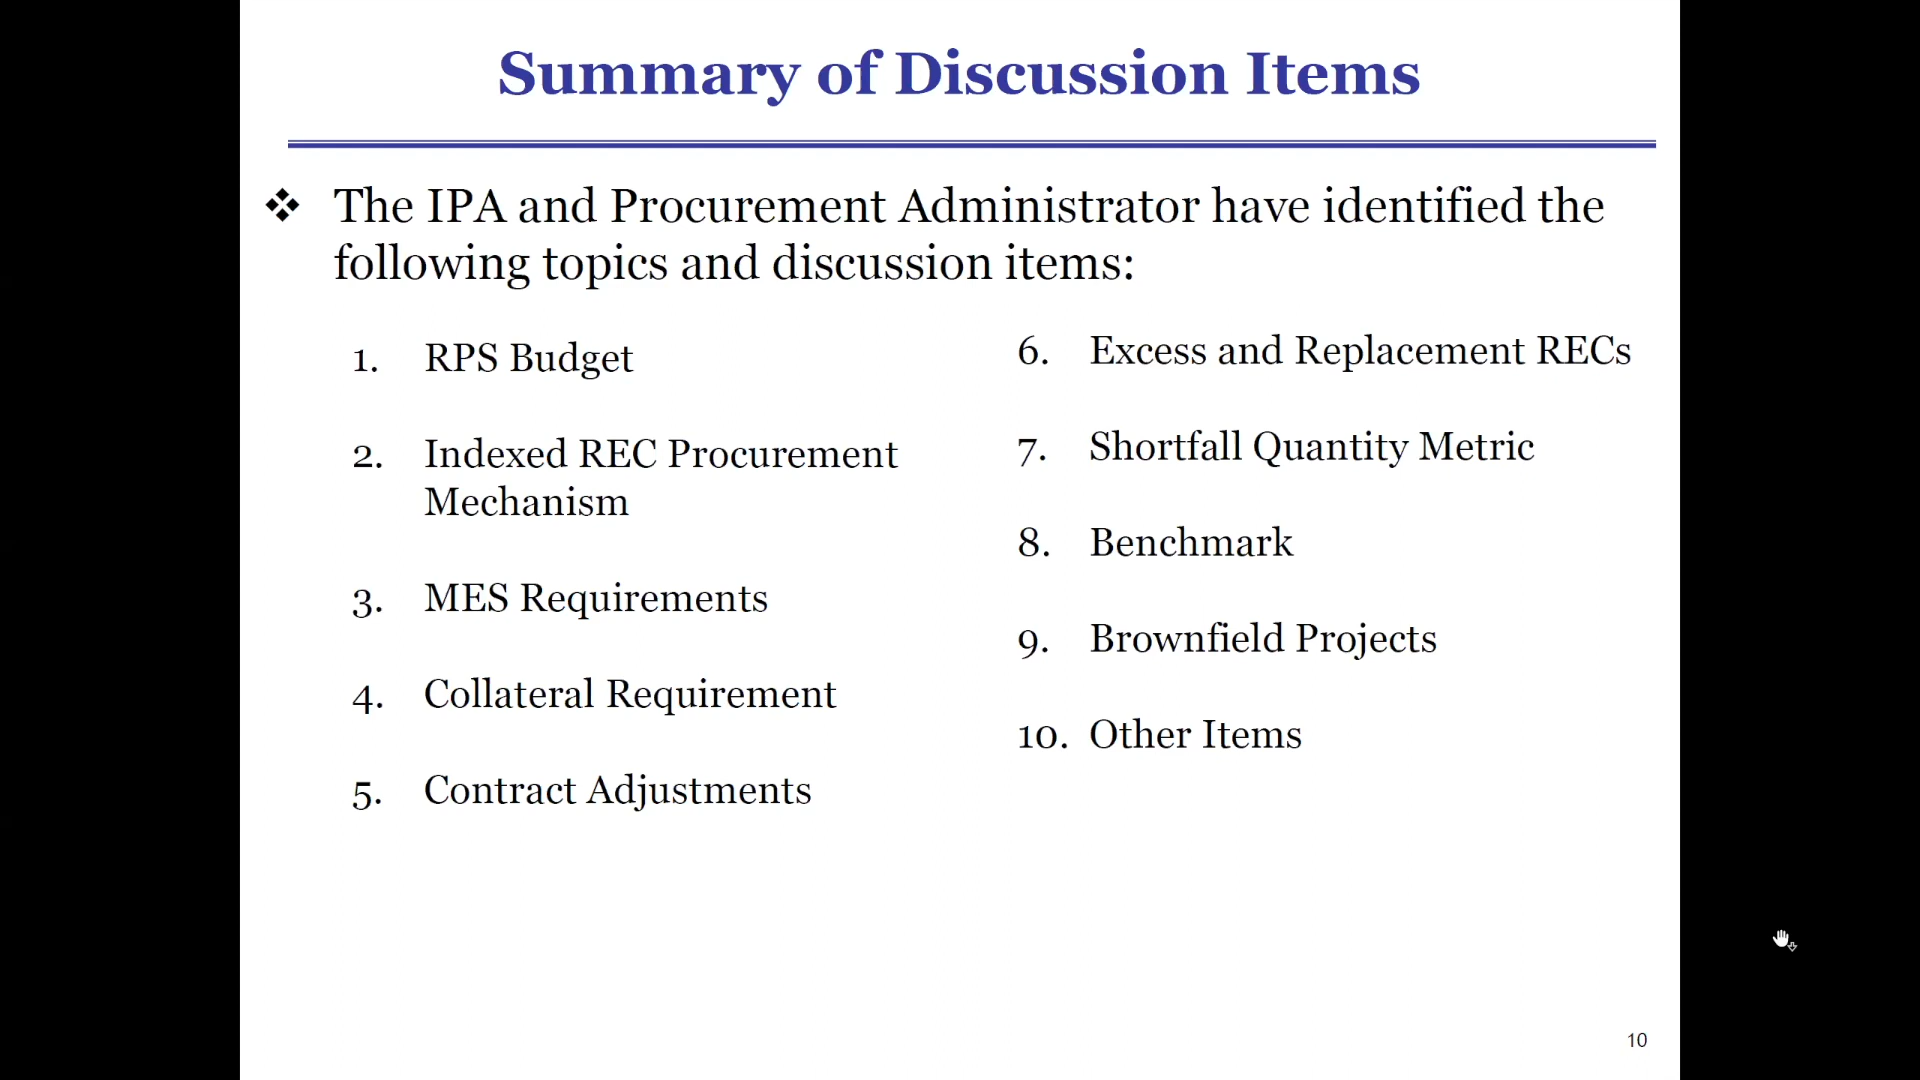 Summary of Discussion Items
❖ The IPA and Procurement Administrator have identified the
following topics and discussion items:
1. RPS Budget
2. Indexed REC Procurement
Mechanism
3. MES Requirements
4. Collateral Requirement
5. Contract Adjustments
6. Excess and Replacement RECs
7. Shortfall Quantity Metric
8. Benchmark
9. Brownfield Projects
10. Other Items
10